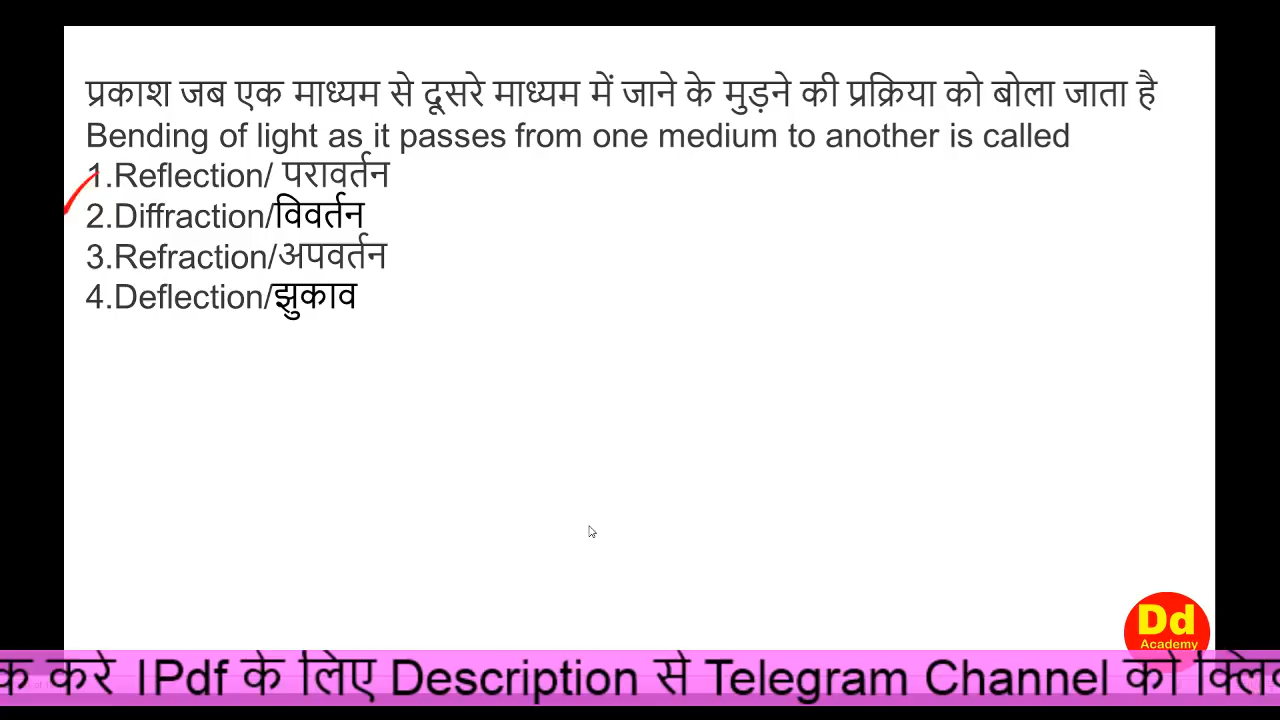 प्रकाश जब एक माध्यम से दूसरे माध्यम में जाने के मुड़ने की प्रक्रिया को बोला जाता है
Bending of light as it passes from one medium to another is called
1.Reflection/ परावर्तन
2.Diffraction/विवर्तन
3.Refraction/अपवर्तन
4.Deflection/झुकाव
Dd
Academy
करे ।Pdf के लिए Description से Telegram Channel को